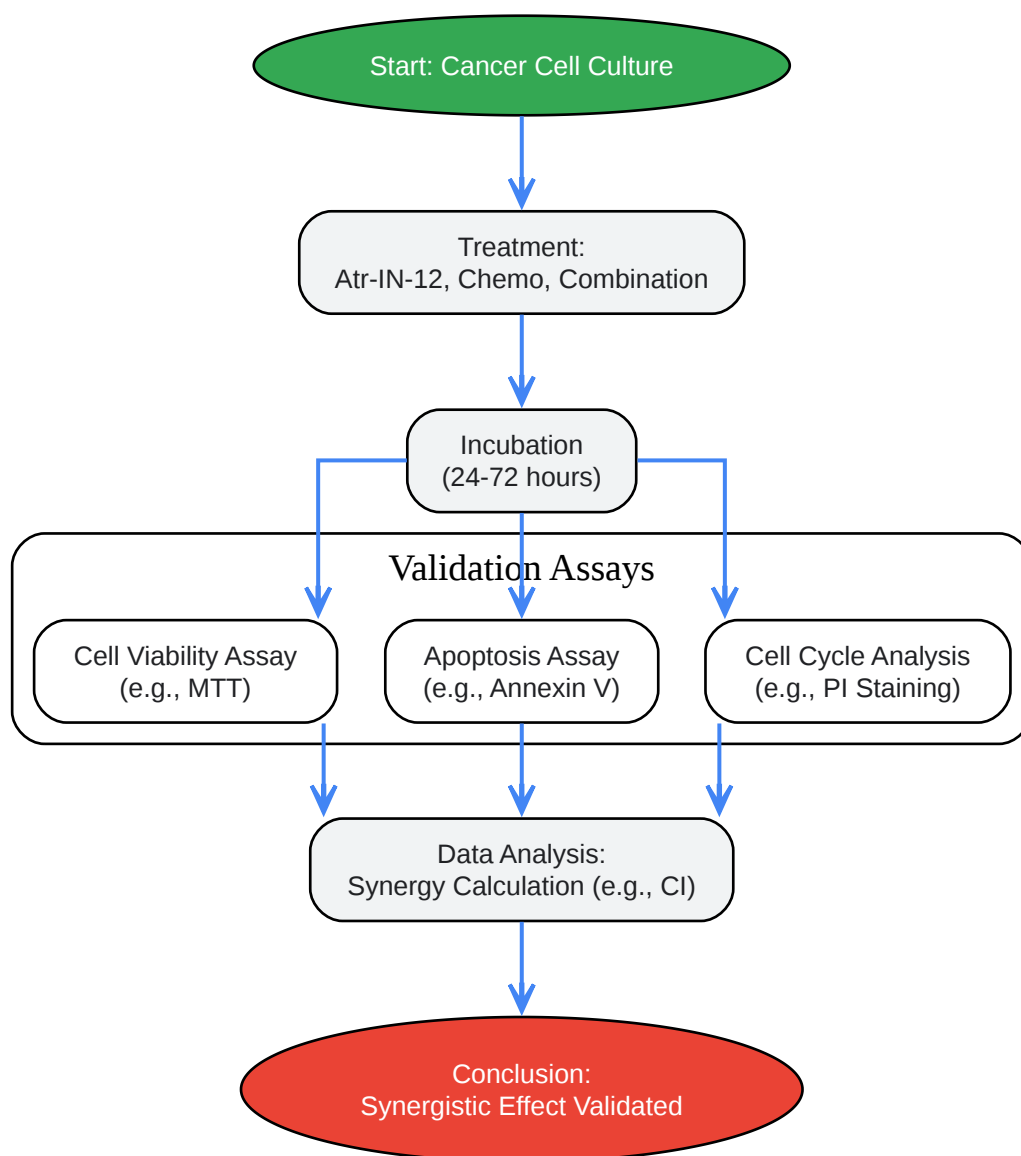 Start: Cancer Cell Culture
Treatment:
Atr-IN-12, Chemo, Combination
Incubation
(24-72 hours)
Validation Assays
Cell Viability Assay
(e.g., MTT)
Apoptosis Assay
(e.g., Annexin V)
Cell Cycle Analysis
(e.g., PI Staining)
Data Analysis:
Synergy Calculation (e.g., CI)
Conclusion:
Synergistic Effect Validated